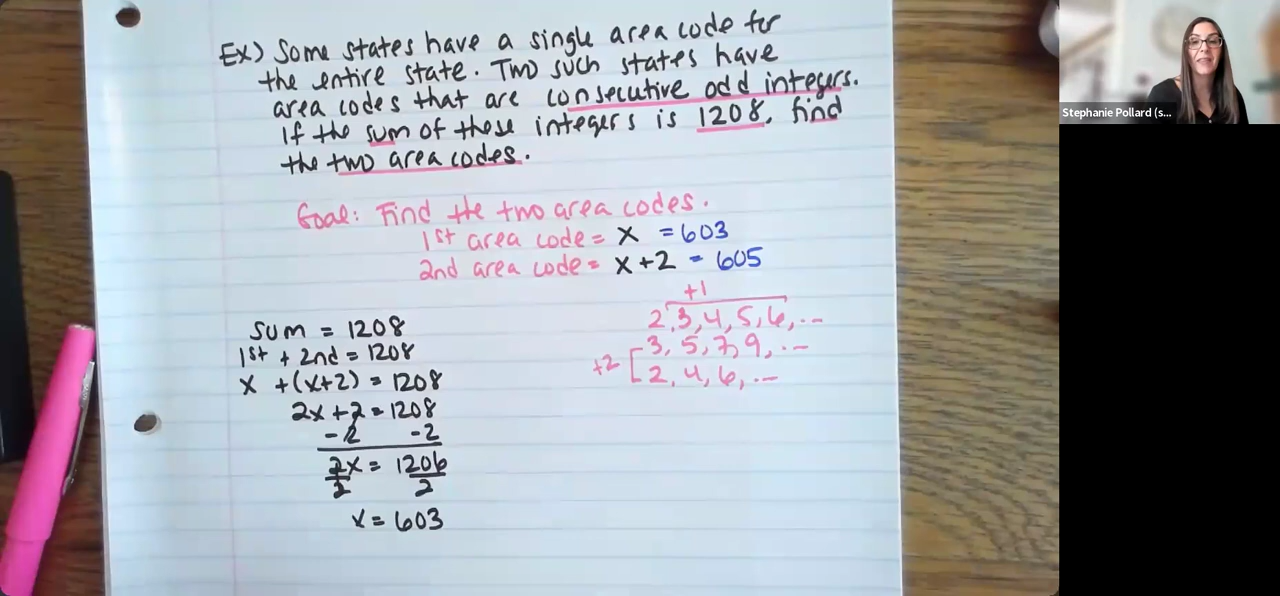 Ex) Some states have a single area code for
the entire state. Two such states have
area codes that are consecutive odd integers.
If the sum of these integers is 1208, find
the two area codes.
Goal: Find the two area codes.
1st area code = x = 603
2nd area code = x+2 = 605
+1
2,3,4,5,6,...
3,5,7,9,...
+2
2,4,6,...
sum = 1208
1st + 2nd = 1208
x +(x+2) = 1208
2x+2=1208
-2 -2
2x = 1206
2 2
x = 603
Stephanie Pollard (s...